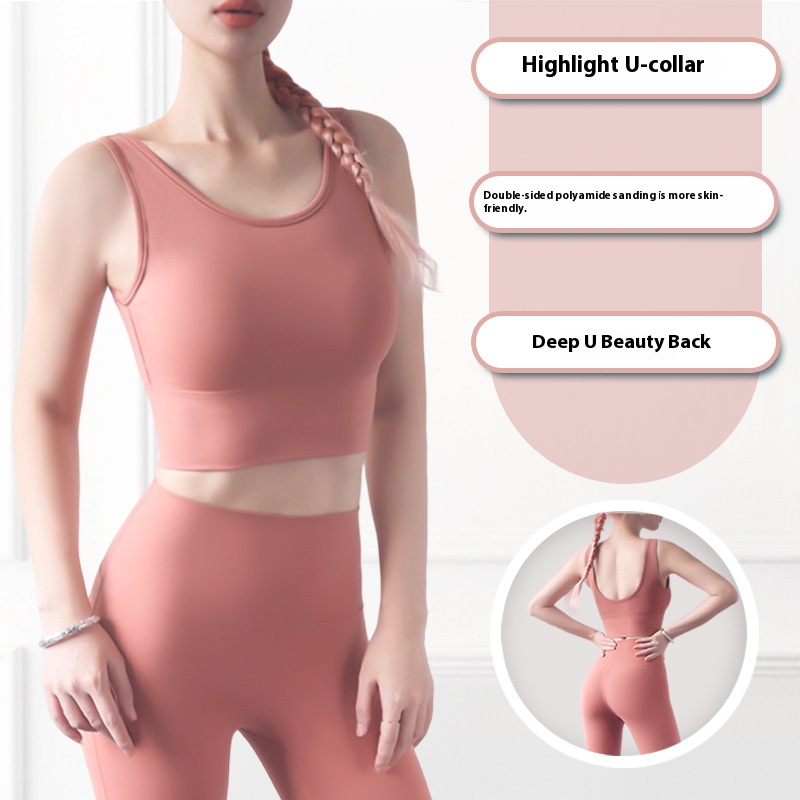 Highlight U-collar
Double-sided polyamide sanding is more skin-
friendly.
Deep U Beauty Back